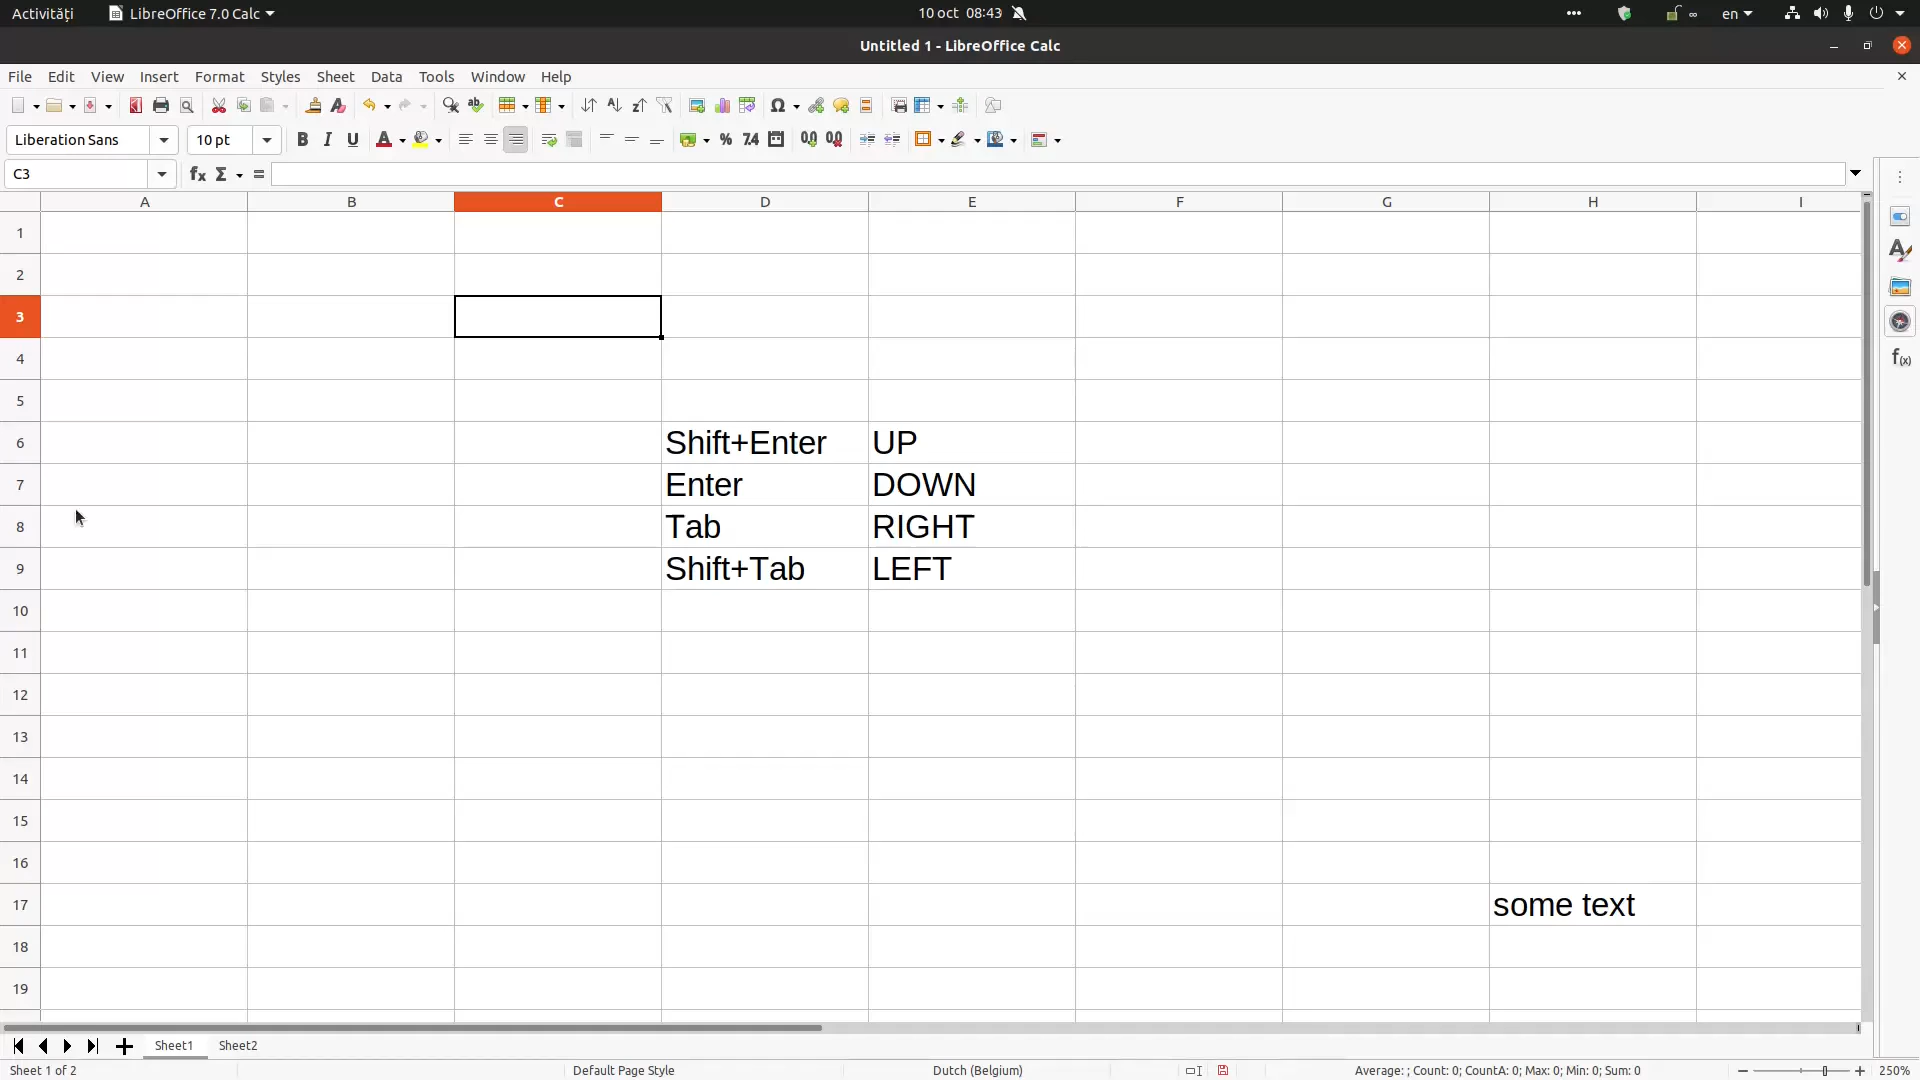 Activități LibreOffice 7.0 Calc 10 oct 08:43 en
Untitled 1 - LibreOffice Calc
File Edit View Insert Format Styles Sheet Data Tools Window Help
Liberation Sans 10 pt
C3
A B C D E F G H I
1
2
3
4
5
6 Shift+Enter UP
7 Enter DOWN
8 Tab RIGHT
9 Shift+Tab LEFT
10
11
12
13
14
15
16
17 some text
18
19
Sheet1 Sheet2
Sheet 1 of 2 Default Page Style Dutch (Belgium) Average: ; Count: 0; CountA: 0; Max: 0; Min: 0; Sum: 0 250%